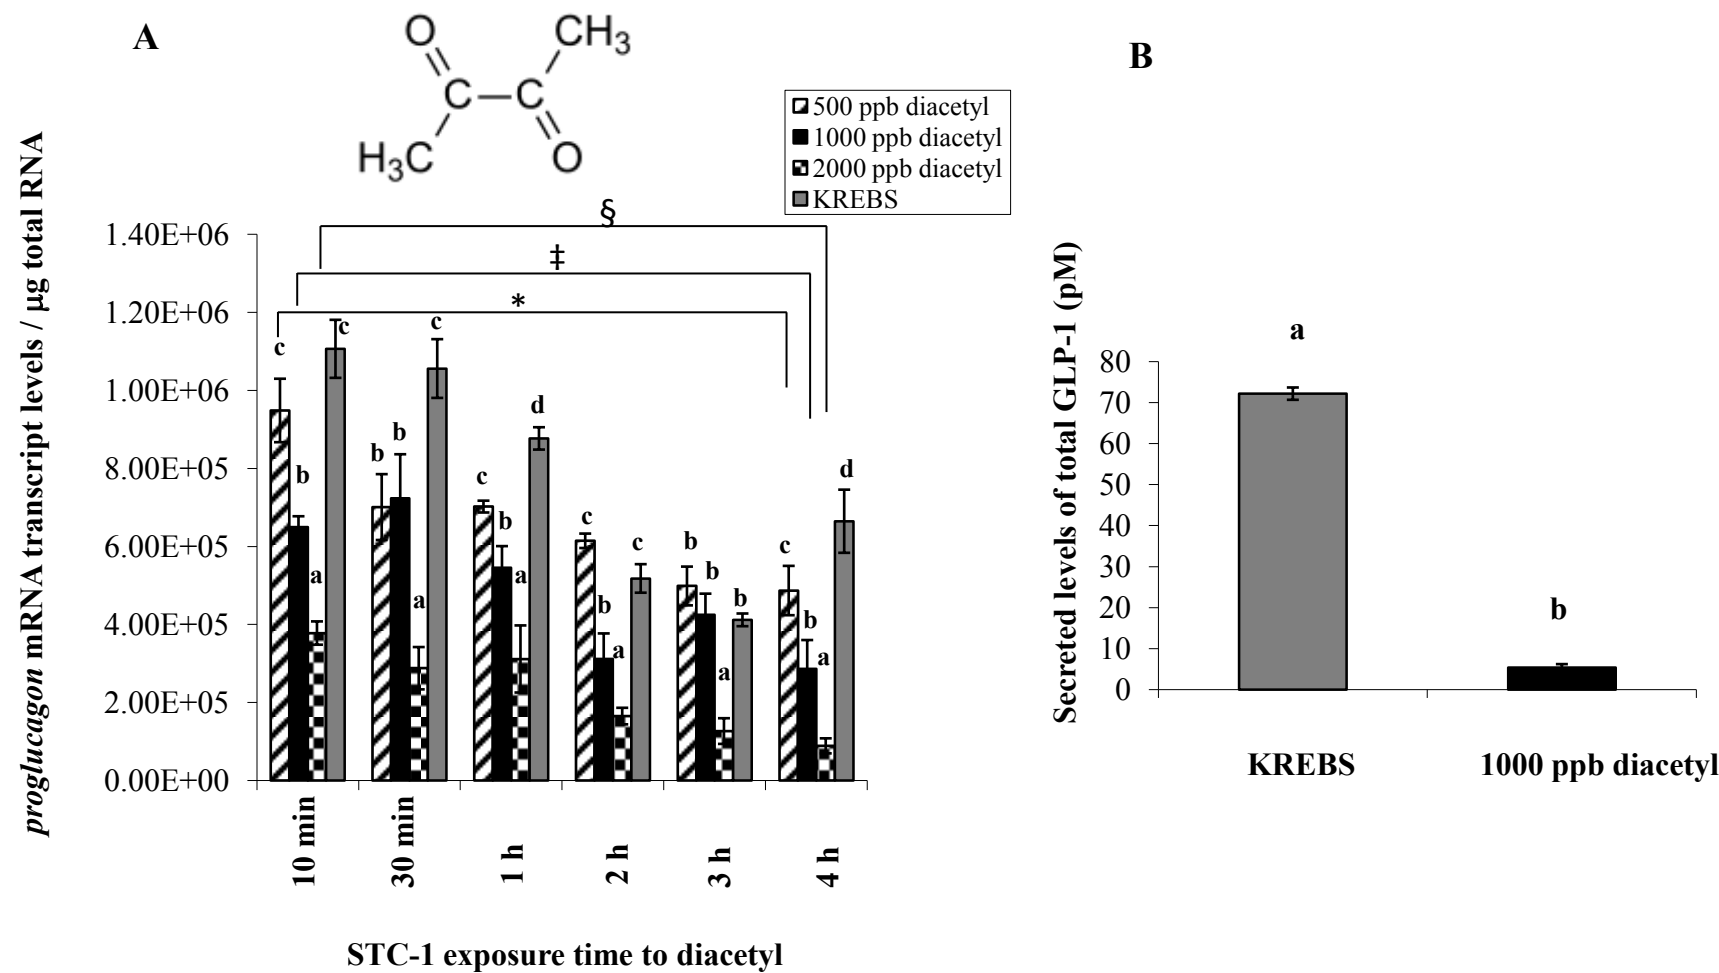 A
O
CH3
C
C
H3C
O
500 ppb diacetyl
1000 ppb diacetyl
2000 ppb diacetyl
KREBS
proglucagon mRNA transcript levels / µg total RNA
§
‡
*
1.40E+06
1.20E+06
1.00E+06
8.00E+05
6.00E+05
4.00E+05
2.00E+05
0.00E+00
c
b
a
c
b
b
a
c
c
b
a
d
c
b
a
c
b
b
a
b
c
b
a
d
10 min
30 min
1 h
2 h
3 h
4 h
STC-1 exposure time to diacetyl
B
Secreted levels of total GLP-1 (pM)
80
70
60
50
40
30
20
10
0
a
b
KREBS
1000 ppb diacetyl